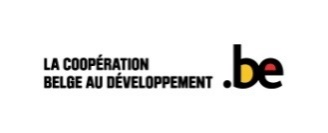 LA COOPÉRATION
BELGE AU DÉVELOPPEMENT .be